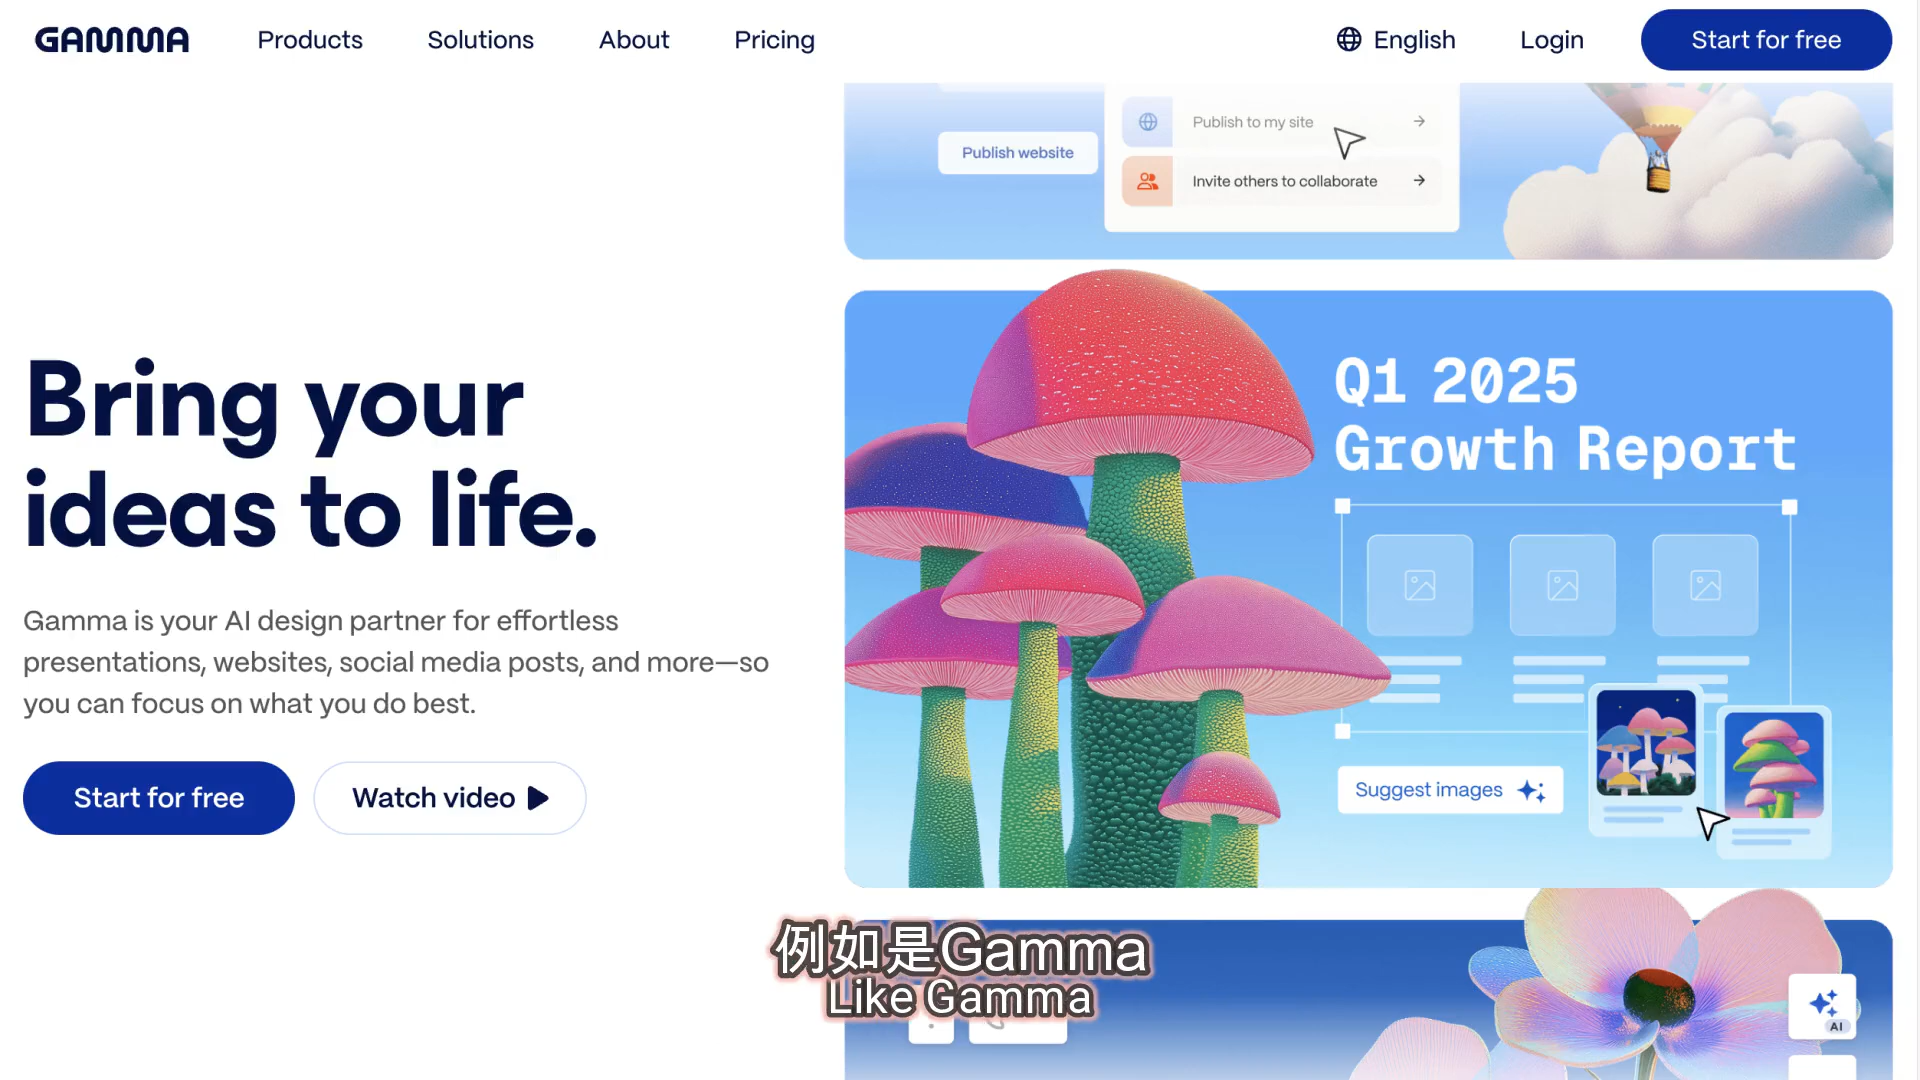 GAMMA
Products
Solutions
About
Pricing
English
Login
Start for free
Publish website
Publish to my site
Invite others to collaborate
Bring your
ideas to life.
Gamma is your AI design partner for effortless
presentations, websites, social media posts, and more—so
you can focus on what you do best.
Start for free
Watch video
Q1 2025
Growth Report
Suggest images
AI
例如是Gamma
Like Gamma